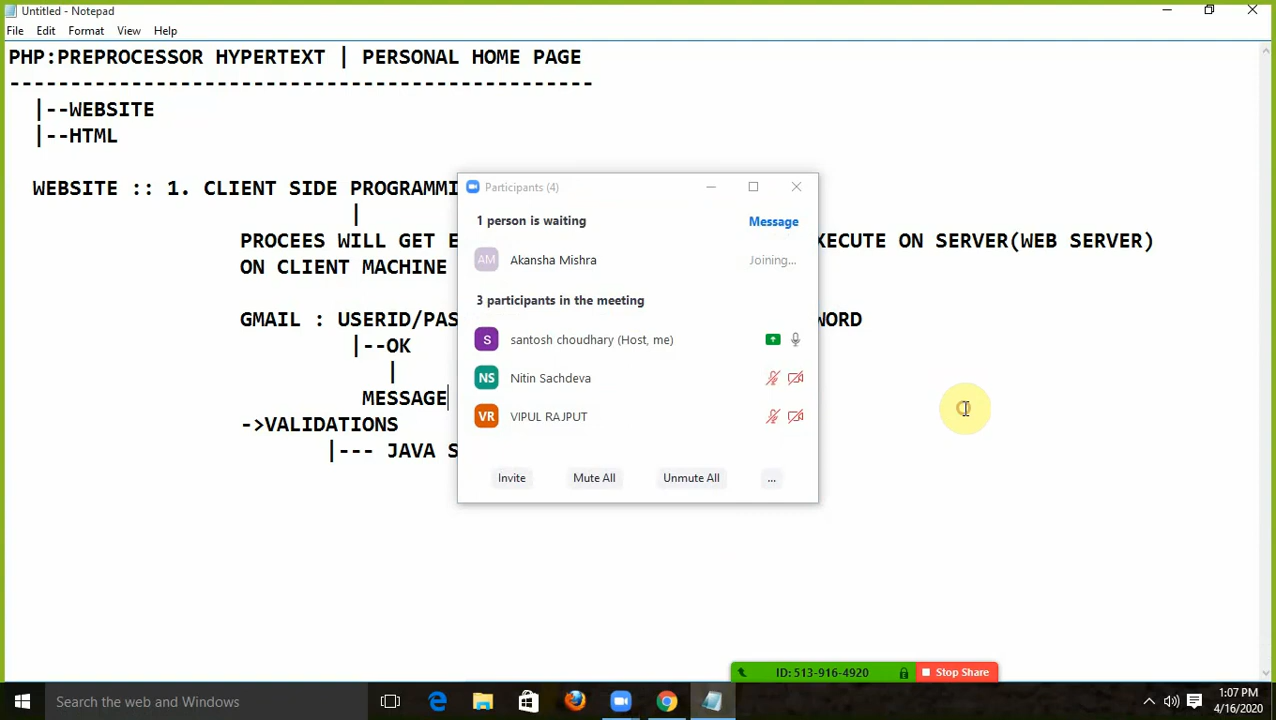 Untitled - Notepad
File Edit Format View Help
PHP:PREPROCESSOR HYPERTEXT | PERSONAL HOME PAGE
------------------------------------------------
|--WEBSITE
|--HTML
WEBSITE :: 1. CLIENT SIDE PROGRAMMI
|
PROCEES WILL GET E XECUTE ON SERVER(WEB SERVER)
ON CLIENT MACHINE
GMAIL : USERID/PAS WORD
|--OK
|
MESSAGE
->VALIDATIONS
|--- JAVA S
Participants (4)
1 person is waiting Message
AM Akansha Mishra Joining...
3 participants in the meeting
S santosh choudhary (Host, me)
NS Nitin Sachdeva
VR VIPUL RAJPUT
Invite Mute All Unmute All ...
ID: 513-916-4920 Stop Share
Search the web and Windows
1:07 PM
4/16/2020